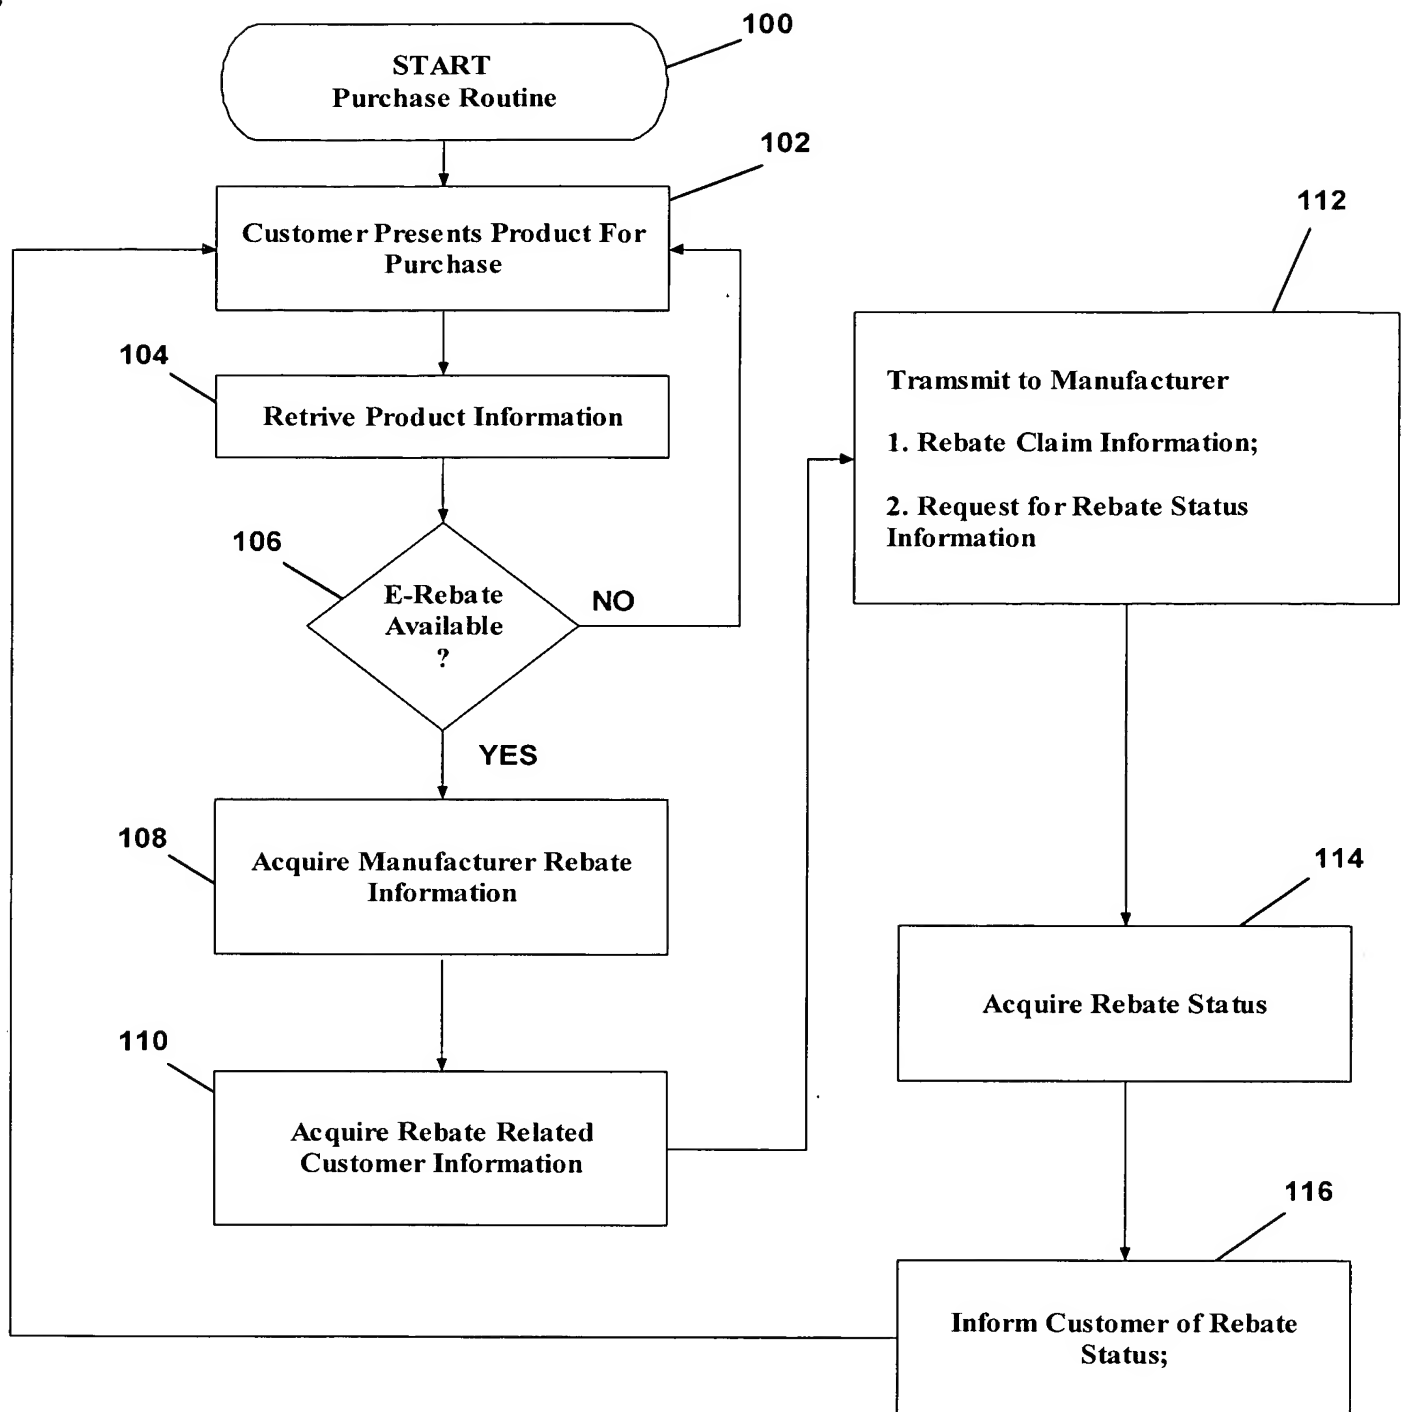 100
START
Purchase Routine
102
Customer Presents Product For
Purchase
104
Retrive Product Information
106
E-Rebate
Available
?
NO
YES
108
Acquire Manufacturer Rebate
Information
110
Acquire Rebate Related
Customer Information
112
Tramsmit to Manufacturer
1. Rebate Claim Information;
2. Request for Rebate Status
Information
114
Acquire Rebate Status
116
Inform Customer of Rebate
Status;